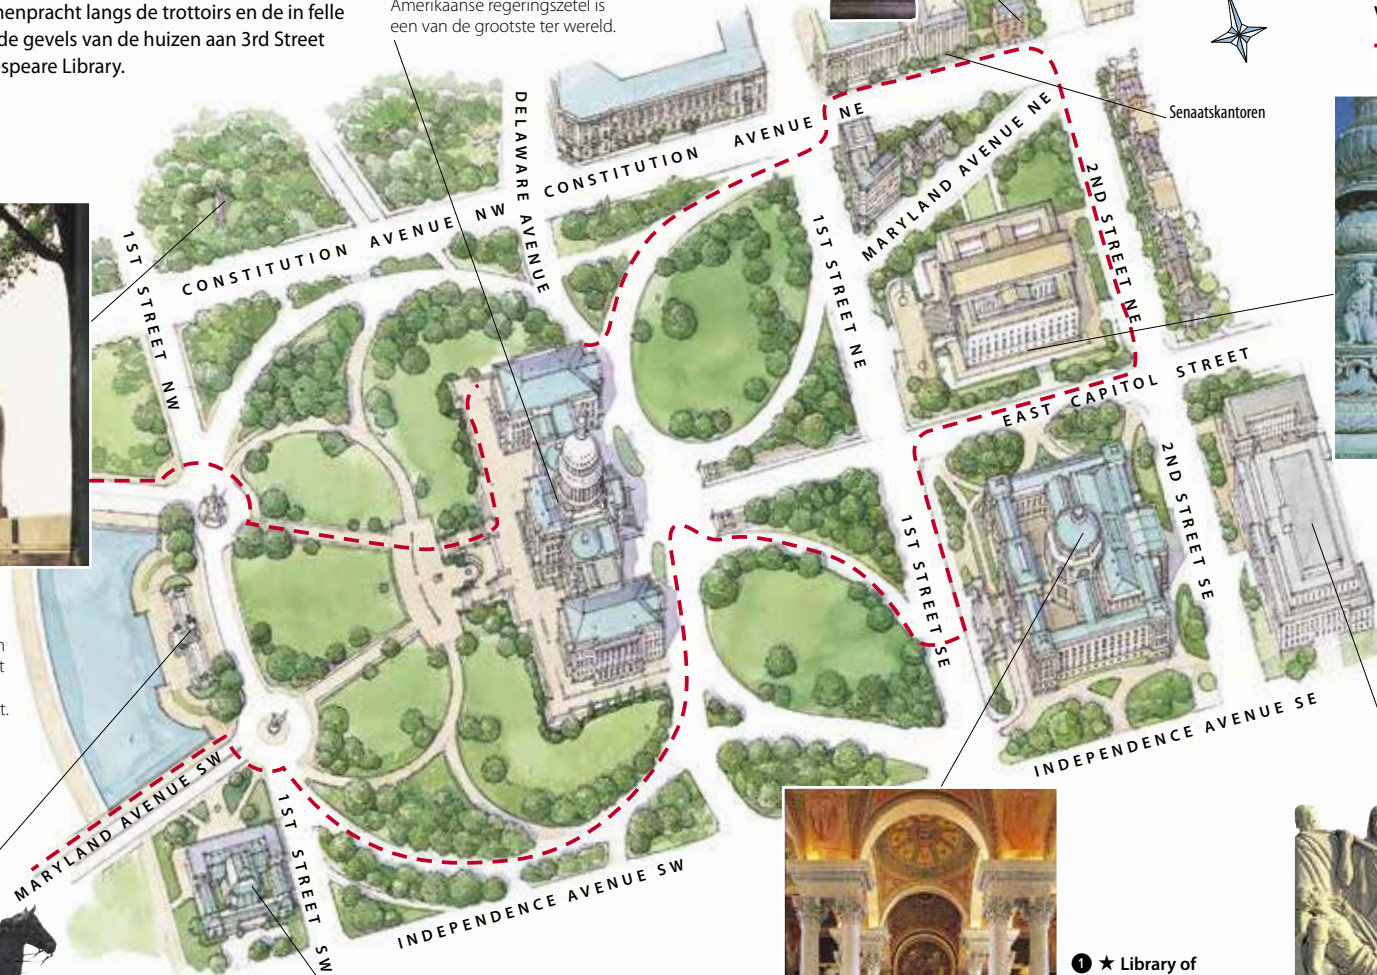 nenpracht langs de trottoirs en de in felle
de gevels van de huizen aan 3rd Street
speare Library.
Amerikaanse regeringszetel is
een van de grootste ter wereld.
Senaatskantoren
DELAWARE AVENUE
CONSTITUTION AVENUE NE
CONSTITUTION AVENUE NW
MARYLAND AVENUE NE
2ND STREET NE
1ST STREET NE
1ST STREET NW
EAST CAPITOL STREET
2ND STREET SE
1ST STREET SE
INDEPENDENCE AVENUE SE
t.
MARYLAND AVENUE SW
1ST STREET SW
INDEPENDENCE AVENUE SW
1 ★ Library of